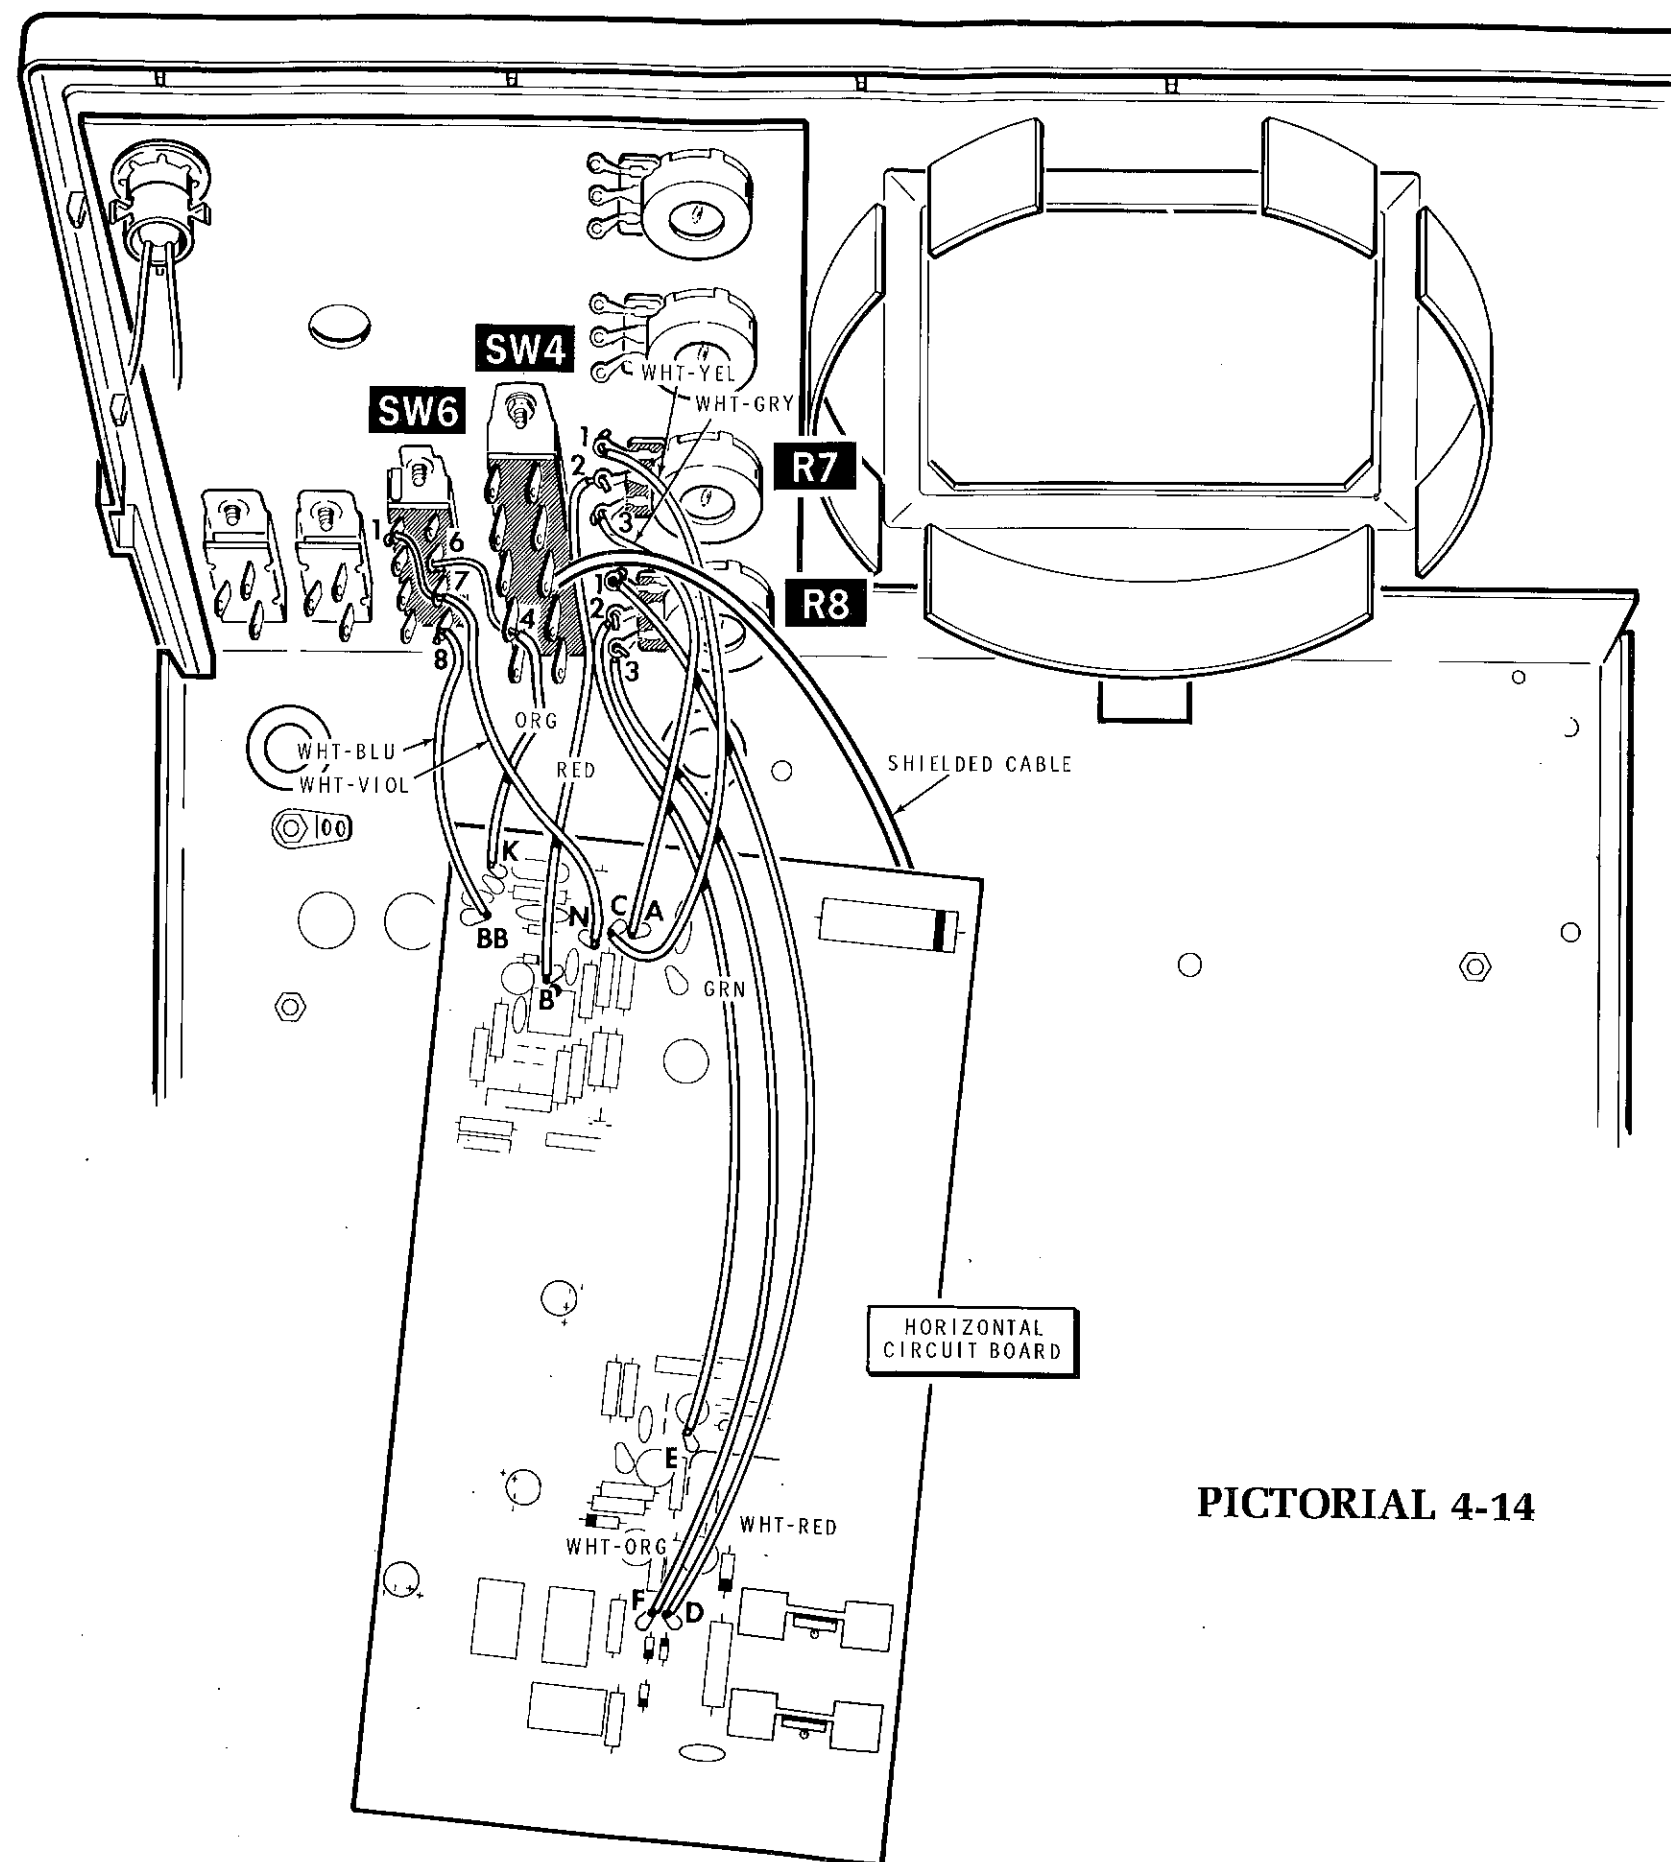 SW4
WHT-YEL
SW6
WHT-GRY
1
2
R7
3
1
6
7
1
R8
2
4
8
3
ORG
WHT-BLU
RED
SHIELDED CABLE
WHT-VIOL
K
C
A
N
BB
GRN
B
HORIZONTAL
CIRCUIT BOARD
E
PICTORIAL 4-14
WHT-RED
WHT-ORG
F
D